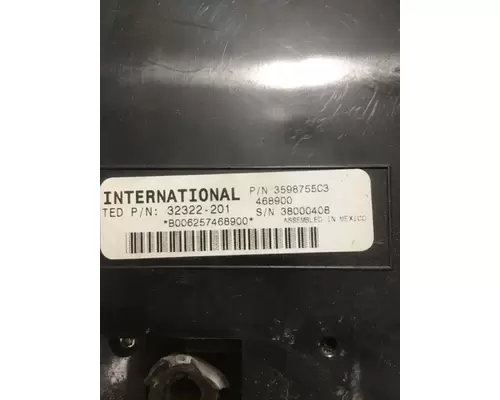 INTERNATIONAL P/N 3598755C3
468900
TED P/N: 32322-201 S/N 38000408
*B006257468900* ASSEMBLED IN MEXICO